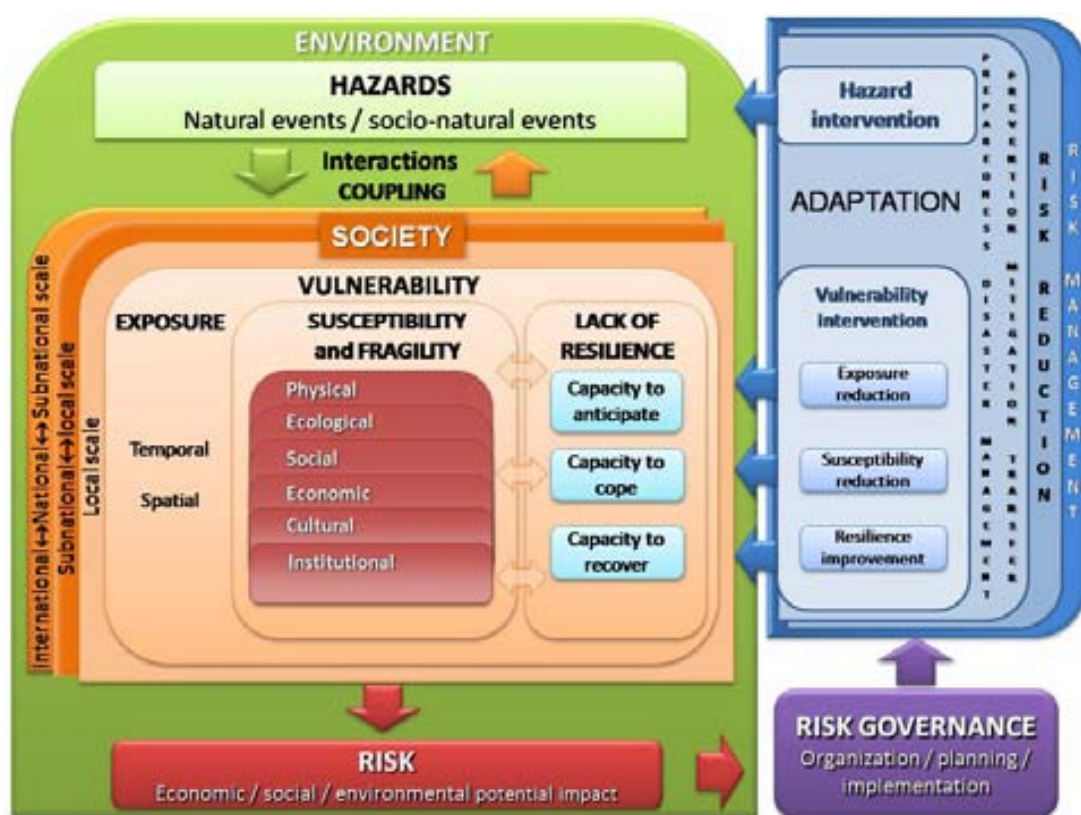 ENVIRONMENT
HAZARDS
Natural events / socio-natural events
Interactions
COUPLING
SOCIETY
VULNERABILITY
EXPOSURE
Temporal
Spatial
SUSCEPTIBILITY
and FRAGILITY
Physical
Ecological
Social
Economic
Cultural
Institutional
LACK OF
RESILIENCE
Capacity to
anticipate
Capacity to
cope
Capacity to
recover
International↔National↔Subnational scale
Subnational↔local scale
Local scale
RISK
Economic / social / environmental potential impact
Hazard
intervention
ADAPTATION
Vulnerability
intervention
Exposure
reduction
Susceptibility
reduction
Resilience
improvement
PREPAREDNESS DISASTER MANAGEMENT
PREVENTION MITIGATION TRANSFER
RISK REDUCTION
RISK MANAGEMENT
RISK GOVERNANCE
Organization / planning /
implementation